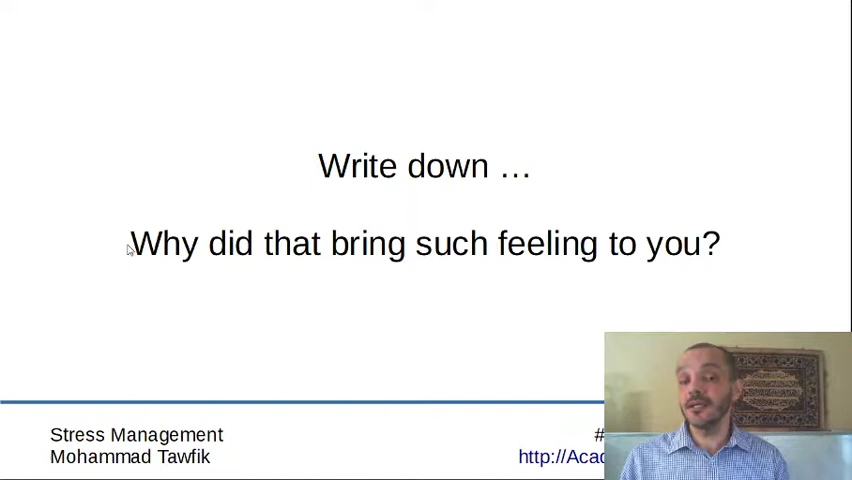 Write down …
Why did that bring such feeling to you?
Stress Management
#
Mohammad Tawfik